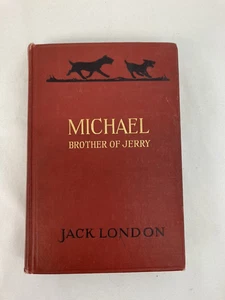 MICHAEL
BROTHER OF JERRY
JACK LONDON